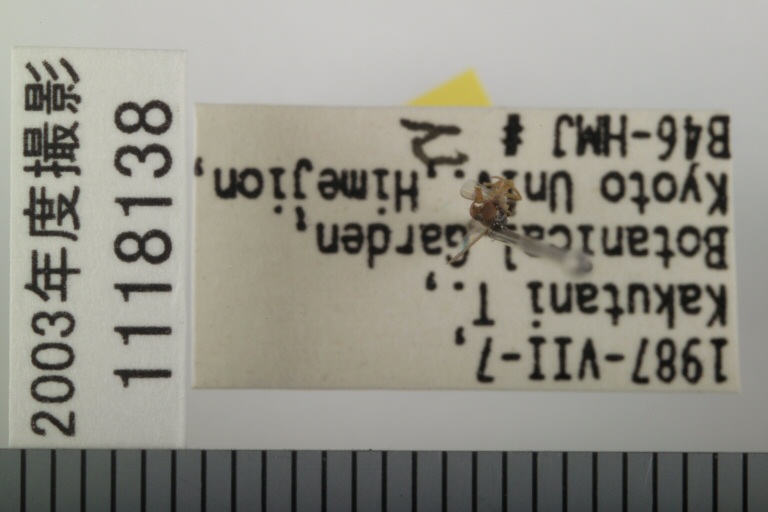 2003年度撮影
1118138
1987-VII-7,
Kakutani T.,
Botanical Garden,
Kyoto Univ., Himejion,
B46-HMJ #